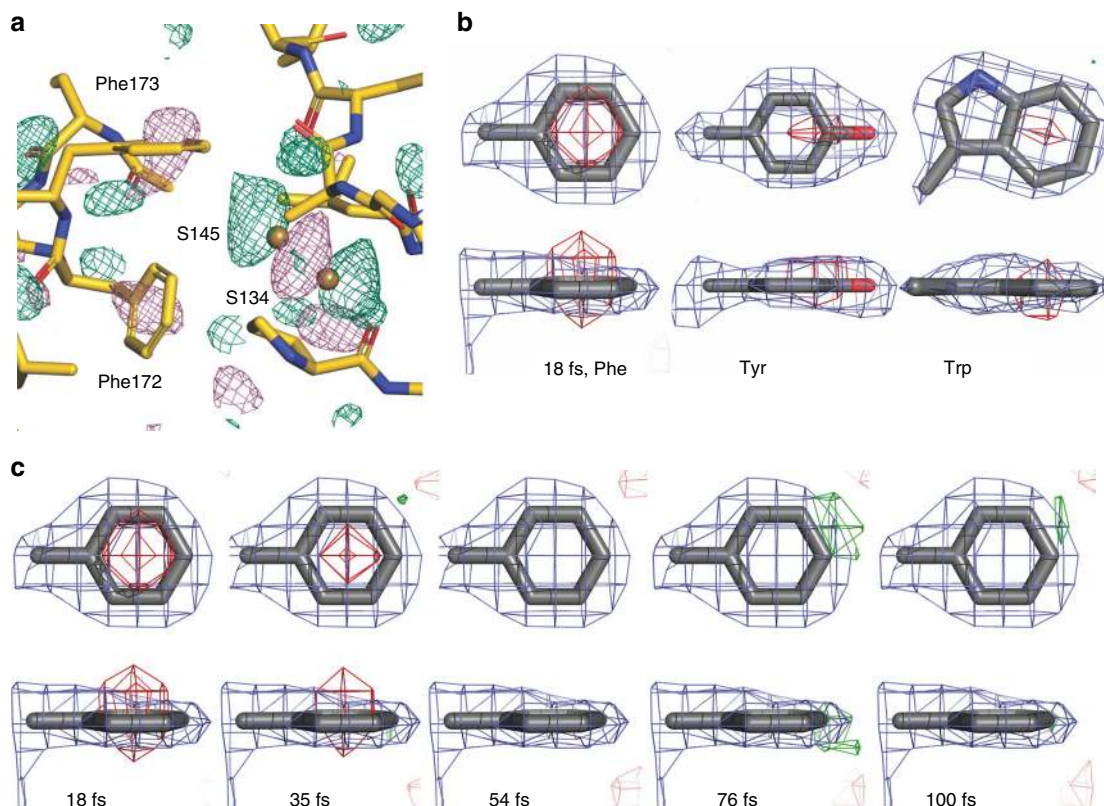 a
Phe173
S145
S134
Phe172
b
18 fs, Phe
Tyr
Trp
c
18 fs
35 fs
54 fs
76 fs
100 fs